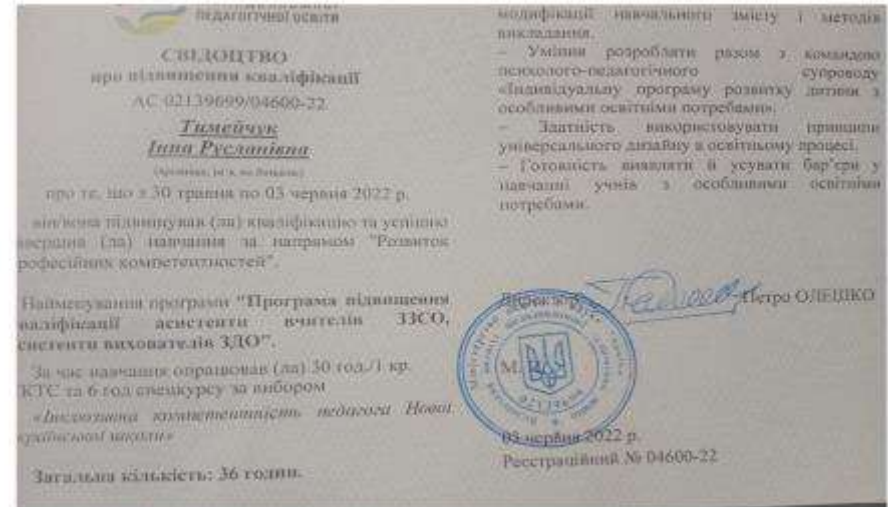 ПЕДАГОГІЧНОЇ ОСВІТИ
СВІДОЦТВО
про підвищення кваліфікації
АС 02139699/04600-22
Тимейчук
Інна Русланівна
(прізвище, ім'я, по батькові)
про те, що з 30 травня по 03 червня 2022 р.
він/вона підвищував (ла) кваліфікацію та успішно
завершив (ла) навчання за напрямом "Розвиток
рофесійних компетентностей".
Найменування програми "Програма підвищення
валіфікації асистенти вчителів ЗЗСО,
систенти вихователів ЗДО".
За час навчання опрацював (ла) 30 год./1 кр.
ЄКТС та 6 год спецкурсу за вибором
«Інклюзивна компетентність педагога Нової
української школи»
Загальна кількість: 36 годин.
модифікації навчального змісту і методів
викладання.
– Уміння розробляти разом з командою
психолого-педагогічного супроводу
«Індивідуальну програму розвитку дитини з
особливими освітніми потребами».
– Здатність використовувати принципи
універсального дизайну в освітньому процесі.
– Готовність виявляти й усувати бар'єри у
навчанні учнів з особливими освітніми
потребами.
Директор Петро ОЛЕШКО
М.
03 червня 2022 р.
Реєстраційний № 04600-22